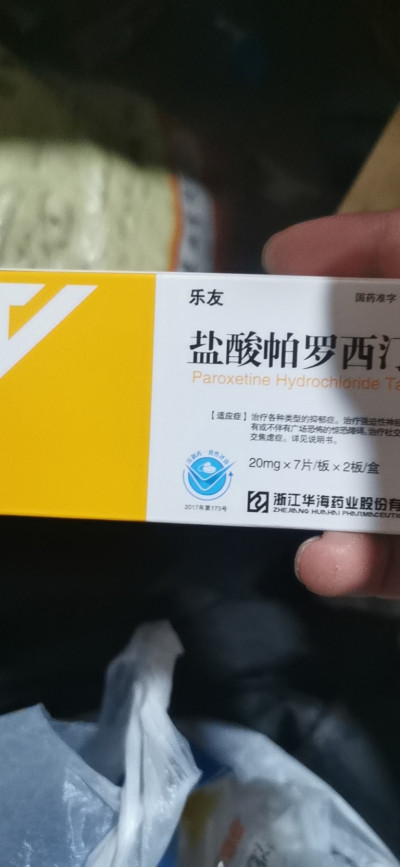 乐友
国药准字
盐酸帕罗西汀
Paroxetine Hydrochloride Ta
【适应症】治疗各种类型的抑郁症。治疗强迫性神经
有或不伴有广场恐怖的惊恐障碍。治疗社交
交焦虑症。详见说明书。
20mg×7片/板×2板/盒
2017年第173号
浙江华海药业股份有
ZHEJIANG HUAHAI PHARMACEUTI